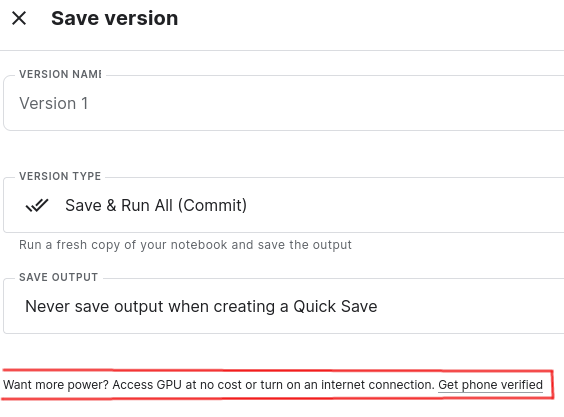 Save version
VERSION NAME
Version 1
VERSION TYPE
Save & Run All (Commit)
Run a fresh copy of your notebook and save the output
SAVE OUTPUT
Never save output when creating a Quick Save
Want more power? Access GPU at no cost or turn on an internet connection. Get phone verified